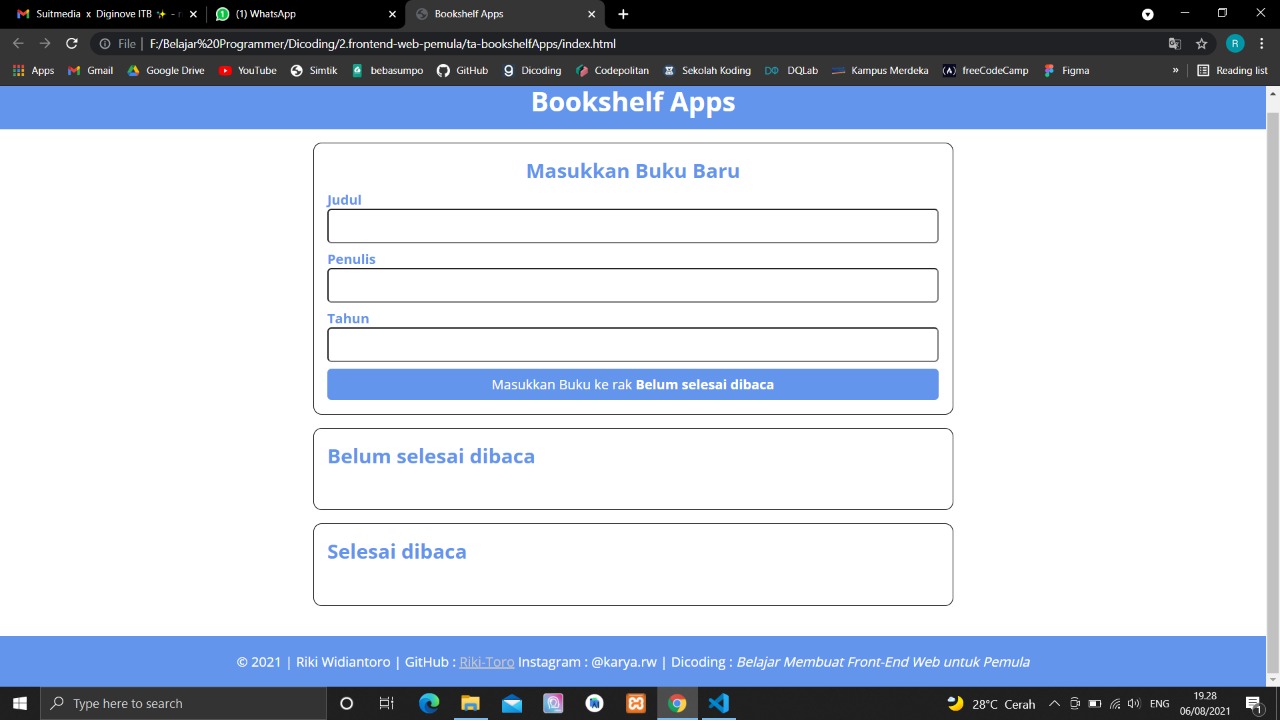 Suitmedia x Diginove ITB ✨ -
(1) WhatsApp
Bookshelf Apps
File | F:/Belajar%20Programmer/Dicoding/2.frontend-web-pemula/ta-bookshelfApps/index.html
R
Apps Gmail Google Drive YouTube Simtik bebasumpo GitHub Dicoding Codepolitan Sekolah Koding DQLab Kampus Merdeka freeCodeCamp Figma » Reading list
Bookshelf Apps
Masukkan Buku Baru
Judul
Penulis
Tahun
Masukkan Buku ke rak Belum selesai dibaca
Belum selesai dibaca
Selesai dibaca
© 2021 | Riki Widiantoro | GitHub : Riki-Toro Instagram : @karya.rw | Dicoding : Belajar Membuat Front-End Web untuk Pemula
Type here to search
28°C Cerah
ENG
19.28
06/08/2021
1